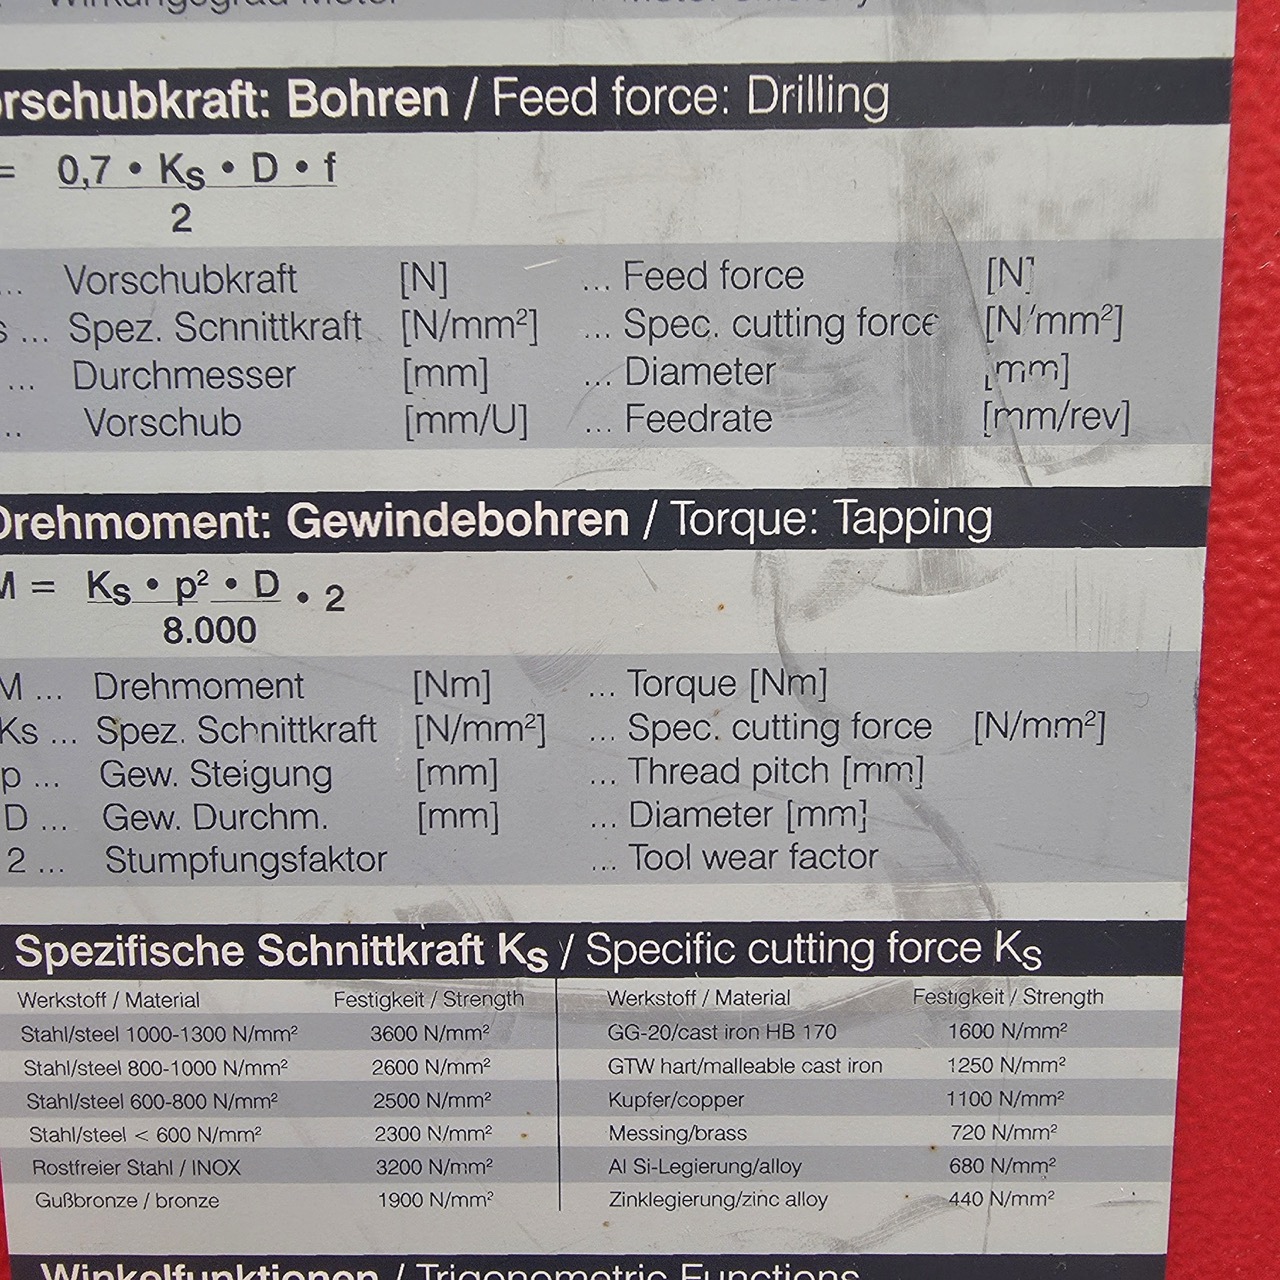 Wirkungsgrad Motor ... Motor efficiency
orschubkraft: Bohren / Feed force: Drilling
= 0,7 • Ks • D • f
2
... Vorschubkraft [N] ... Feed force [N]
s ... Spez. Schnittkraft [N/mm²] ... Spec. cutting force [N/mm²]
... Durchmesser [mm] ... Diameter [mm]
.. Vorschub [mm/U] ... Feedrate [mm/rev]
Drehmoment: Gewindebohren / Torque: Tapping
M = Ks • p² • D • 2
8.000
M ... Drehmoment [Nm] ... Torque [Nm]
Ks ... Spez. Schnittkraft [N/mm²] ... Spec. cutting force [N/mm²]
p ... Gew. Steigung [mm] ... Thread pitch [mm]
D ... Gew. Durchm. [mm] ... Diameter [mm]
2 ... Stumpfungsfaktor ... Tool wear factor
Spezifische Schnittkraft Ks / Specific cutting force Ks
Werkstoff / Material Festigkeit / Strength Werkstoff / Material Festigkeit / Strength
Stahl/steel 1000-1300 N/mm² 3600 N/mm² GG-20/cast iron HB 170 1600 N/mm²
Stahl/steel 800-1000 N/mm² 2600 N/mm² GTW hart/malleable cast iron 1250 N/mm²
Stahl/steel 600-800 N/mm² 2500 N/mm² Kupfer/copper 1100 N/mm²
Stahl/steel < 600 N/mm² 2300 N/mm² Messing/brass 720 N/mm²
Rostfreier Stahl / INOX 3200 N/mm² Al Si-Legierung/alloy 680 N/mm²
Gußbronze / bronze 1900 N/mm² Zinklegierung/zinc alloy 440 N/mm²
Winkelfunktionen / Trigonometric Functions